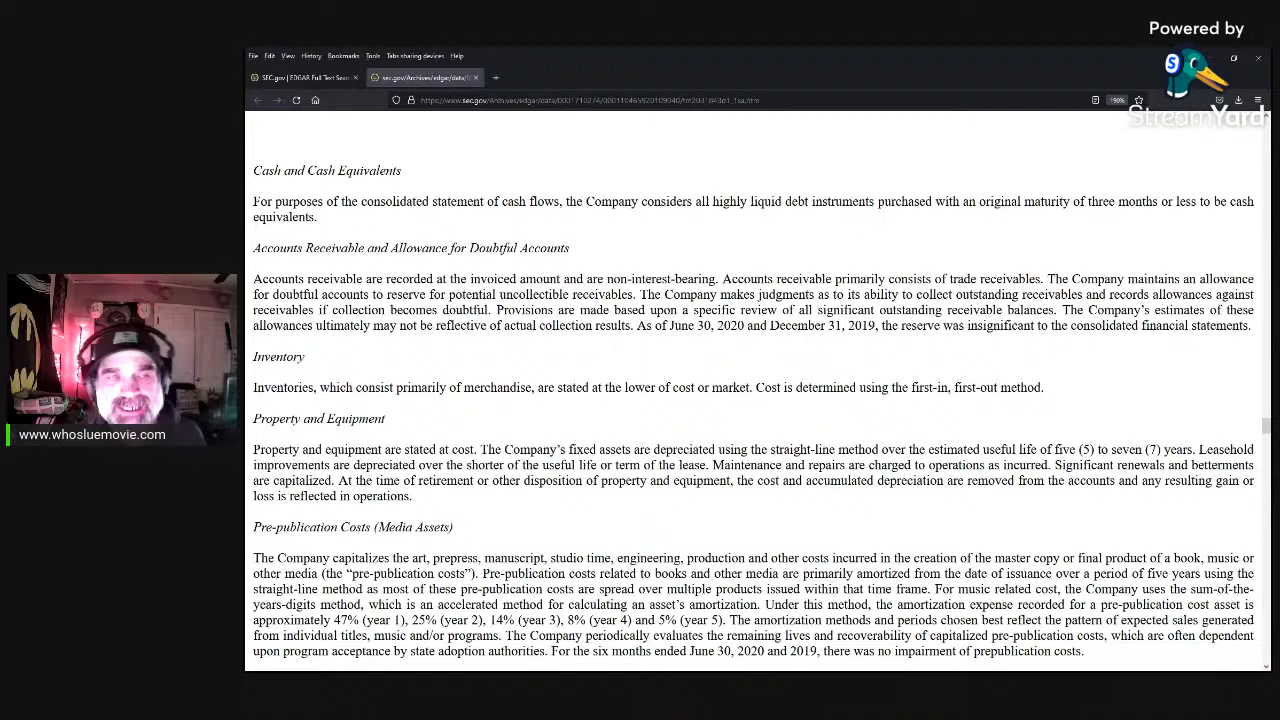 Powered by
StreamYard
File Edit View History Bookmarks Tools Tabs sharing devices Help
SEC.gov | EDGAR Full Text Sear
sec.gov/Archives/edgar/data/0
190%
Cash and Cash Equivalents
For purposes of the consolidated statement of cash flows, the Company considers all highly liquid debt instruments purchased with an original maturity of three months or less to be cash
equivalents.
Accounts Receivable and Allowance for Doubtful Accounts
Accounts receivable are recorded at the invoiced amount and are non-interest-bearing. Accounts receivable primarily consists of trade receivables. The Company maintains an allowance
for doubtful accounts to reserve for potential uncollectible receivables. The Company makes judgments as to its ability to collect outstanding receivables and records allowances against
receivables if collection becomes doubtful. Provisions are made based upon a specific review of all significant outstanding receivable balances. The Company's estimates of these
allowances ultimately may not be reflective of actual collection results. As of June 30, 2020 and December 31, 2019, the reserve was insignificant to the consolidated financial statements.
Inventory
Inventories, which consist primarily of merchandise, are stated at the lower of cost or market. Cost is determined using the first-in, first-out method.
Property and Equipment
Property and equipment are stated at cost. The Company's fixed assets are depreciated using the straight-line method over the estimated useful life of five (5) to seven (7) years. Leasehold
improvements are depreciated over the shorter of the useful life or term of the lease. Maintenance and repairs are charged to operations as incurred. Significant renewals and betterments
are capitalized. At the time of retirement or other disposition of property and equipment, the cost and accumulated depreciation are removed from the accounts and any resulting gain or
loss is reflected in operations.
Pre-publication Costs (Media Assets)
The Company capitalizes the art, prepress, manuscript, studio time, engineering, production and other costs incurred in the creation of the master copy or final product of a book, music or
other media (the “pre-publication costs”). Pre-publication costs related to books and other media are primarily amortized from the date of issuance over a period of five years using the
straight-line method as most of these pre-publication costs are spread over multiple products issued within that time frame. For music related cost, the Company uses the sum-of-the-
years-digits method, which is an accelerated method for calculating an asset's amortization. Under this method, the amortization expense recorded for a pre-publication cost asset is
approximately 47% (year 1), 25% (year 2), 14% (year 3), 8% (year 4) and 5% (year 5). The amortization methods and periods chosen best reflect the pattern of expected sales generated
from individual titles, music and/or programs. The Company periodically evaluates the remaining lives and recoverability of capitalized pre-publication costs, which are often dependent
upon program acceptance by state adoption authorities. For the six months ended June 30, 2020 and 2019, there was no impairment of prepublication costs.
www.whosluemovie.com